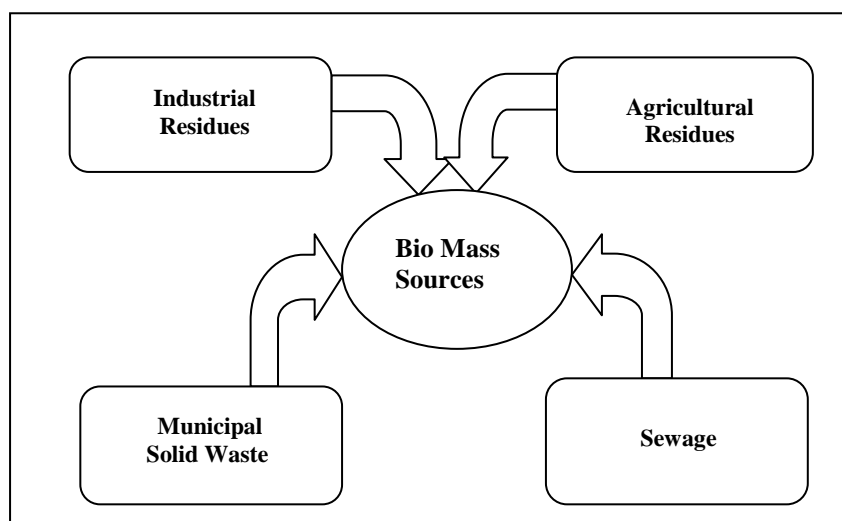 Industrial
Residues
Agricultural
Residues
Bio Mass
Sources
Municipal
Solid Waste
Sewage